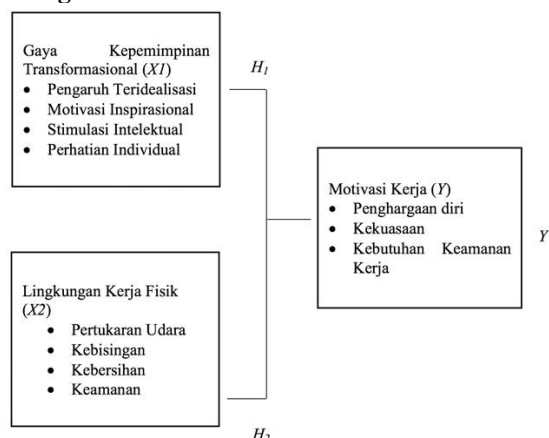 Gaya Kepemimpinan
Transformasional (X1)
• Pengaruh Teridealisasi
• Motivasi Inspirasional
• Stimulasi Intelektual
• Perhatian Individual
H1
Motivasi Kerja (Y)
• Penghargaan diri
• Kekuasaan
• Kebutuhan Keamanan
Kerja
Y
Lingkungan Kerja Fisik
(X2)
• Pertukaran Udara
• Kebisingan
• Kebersihan
• Keamanan
H2